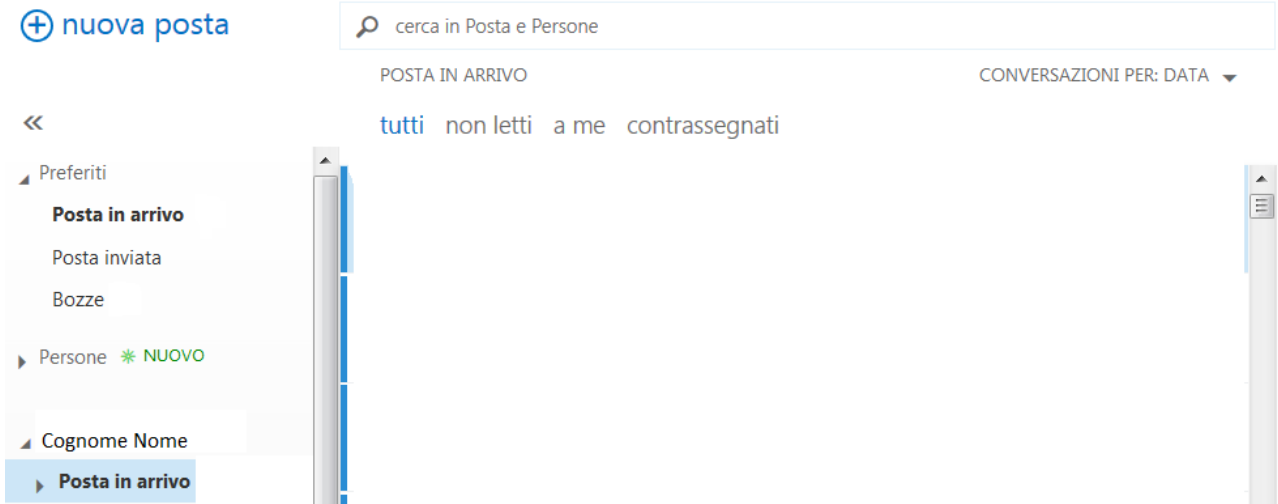 nuova posta
cerca in Posta e Persone
POSTA IN ARRIVO
CONVERSAZIONI PER: DATA
tutti non letti a me contrassegnati
Preferiti
Posta in arrivo
Posta inviata
Bozze
Persone NUOVO
Cognome Nome
Posta in arrivo